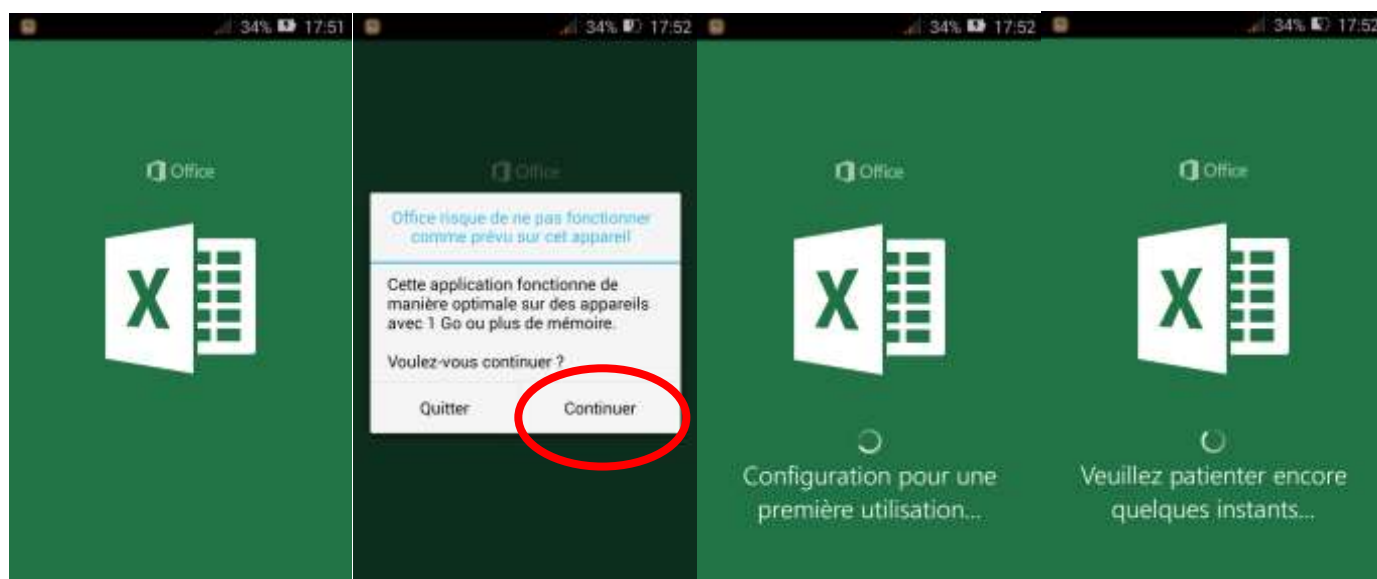 34% 17:51
Office
X
34% 17:52
Office
Office risque de ne pas fonctionner
comme prévu sur cet appareil
Cette application fonctionne de
manière optimale sur des appareils
avec 1 Go ou plus de mémoire.
Voulez-vous continuer ?
Quitter Continuer
34% 17:52
Office
X
Configuration pour une
première utilisation...
34% 17:52
Office
X
Veuillez patienter encore
quelques instants...